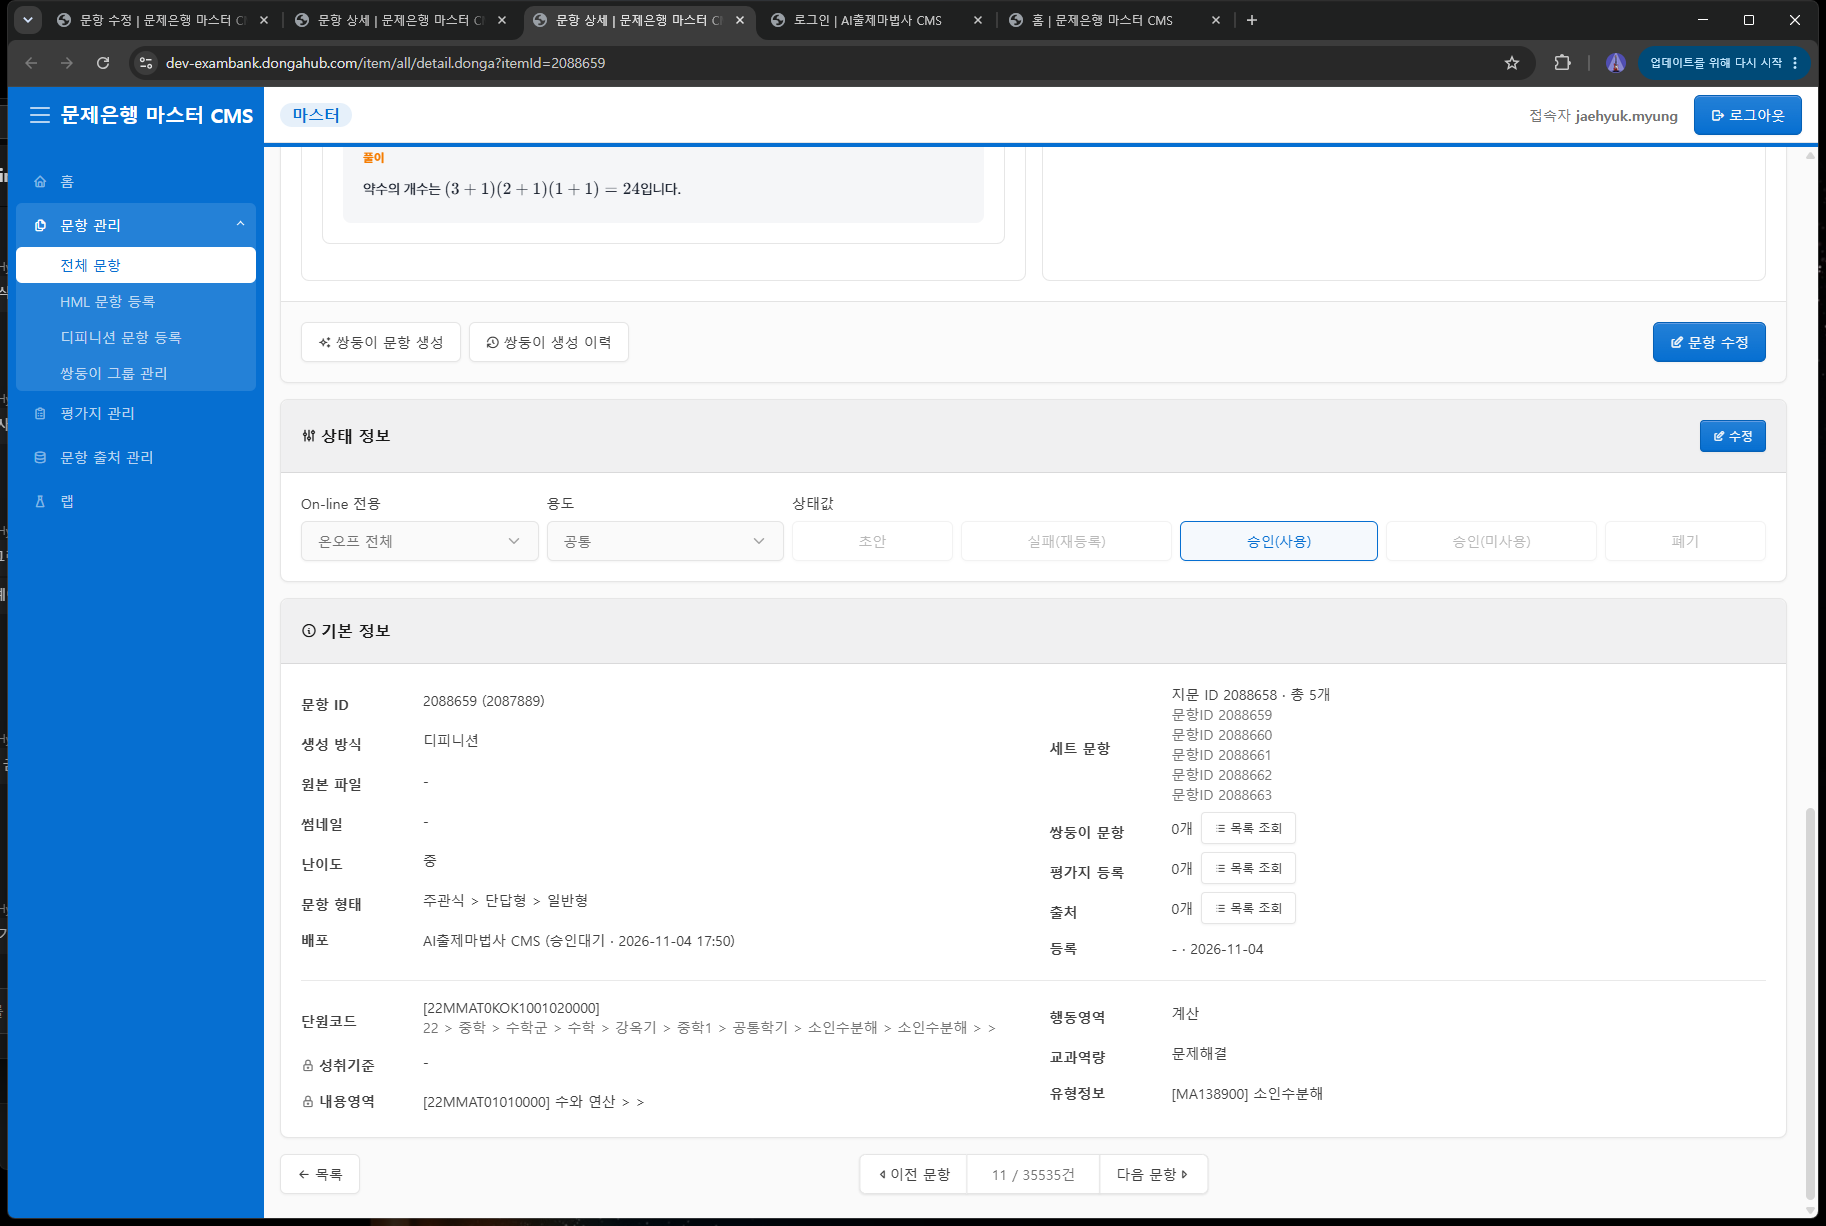 문항 수정 | 문제은행 마스터 C
문항 상세 | 문제은행 마스터 C
문항 상세 | 문제은행 마스터 C
로그인 | AI출제마법사 CMS
홈 | 문제은행 마스터 CMS
dev-exambank.dongahub.com/item/all/detail.donga?itemId=2088659
업데이트를 위해 다시 시작
문제은행 마스터 CMS
마스터
접속자 jaehyuk.myung
로그아웃
홈
문항 관리
전체 문항
HML 문항 등록
디피니션 문항 등록
쌍둥이 그룹 관리
평가지 관리
문항 출처 관리
랩
풀이
약수의 개수는 (3 + 1)(2 + 1)(1 + 1) = 24입니다.
쌍둥이 문항 생성
쌍둥이 생성 이력
문항 수정
상태 정보
수정
On-line 전용
용도
상태값
온오프 전체
공통
초안
실패(재등록)
승인(사용)
승인(미사용)
폐기
기본 정보
문항 ID
2088659 (2087889)
생성 방식
디피니션
원본 파일
-
썸네일
-
난이도
중
문항 형태
주관식 > 단답형 > 일반형
배포
AI출제마법사 CMS (승인대기 · 2026-11-04 17:50)
세트 문항
지문 ID 2088658 · 총 5개
문항ID 2088659
문항ID 2088660
문항ID 2088661
문항ID 2088662
문항ID 2088663
쌍둥이 문항
0개
목록 조회
평가지 등록
0개
목록 조회
출처
0개
목록 조회
등록
- · 2026-11-04
단원코드
[22MMAT0KOK1001020000]
22 > 중학 > 수학군 > 수학 > 강옥기 > 중학1 > 공통학기 > 소인수분해 > 소인수분해 > >
성취기준
-
내용영역
[22MMAT01010000] 수와 연산 > >
행동영역
계산
교과역량
문제해결
유형정보
[MA138900] 소인수분해
목록
이전 문항
11 / 35535건
다음 문항